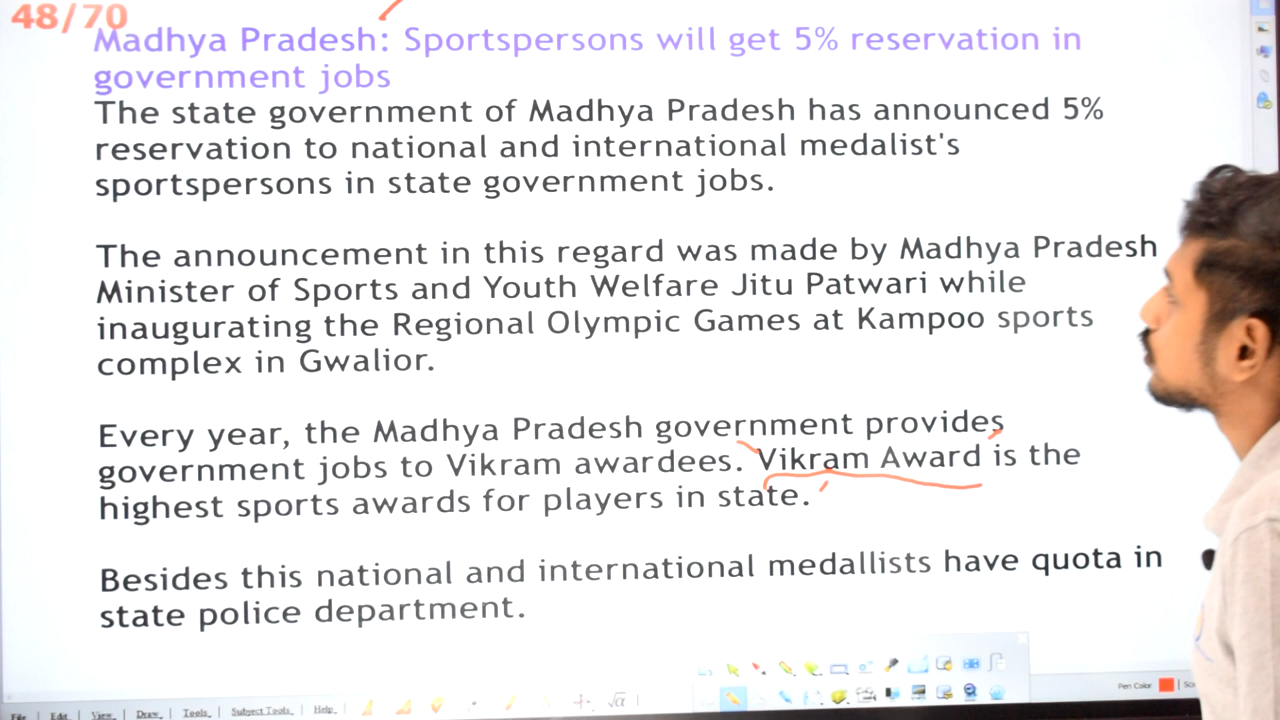 48/70
Madhya Pradesh: Sportspersons will get 5% reservation in
government jobs
The state government of Madhya Pradesh has announced 5%
reservation to national and international medalist's
sportspersons in state government jobs.
The announcement in this regard was made by Madhya Pradesh
Minister of Sports and Youth Welfare Jitu Patwari while
inaugurating the Regional Olympic Games at Kampoo sports
complex in Gwalior.
Every year, the Madhya Pradesh government provides
government jobs to Vikram awardees. Vikram Award is the
highest sports awards for players in state.
Besides this national and international medallists have quota in
state police department.
File Edit View Draw Tools Subject Tools Help
Pen Color